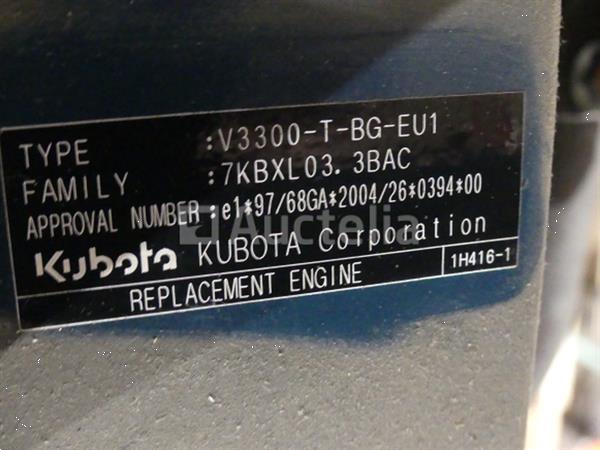 TYPE :V3300-T-BG-EU1
FAMILY :7KBXL03.3BAC
APPROVAL NUMBER :e1*97/68GA*2004/26*0394*00
Auctelia
Kubota KUBOTA Corporation 1H416-1
REPLACEMENT ENGINE